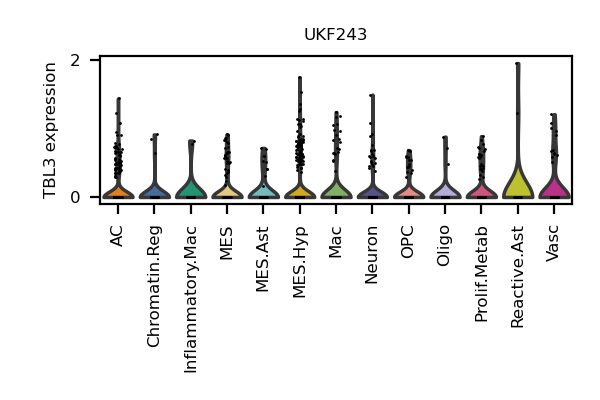 UKF243
TBL3 expression
2
0
AC
Chromatin.Reg
Inflammatory.Mac
MES
MES.Ast
MES.Hyp
Mac
Neuron
OPC
Oligo
Prolif.Metab
Reactive.Ast
Vasc